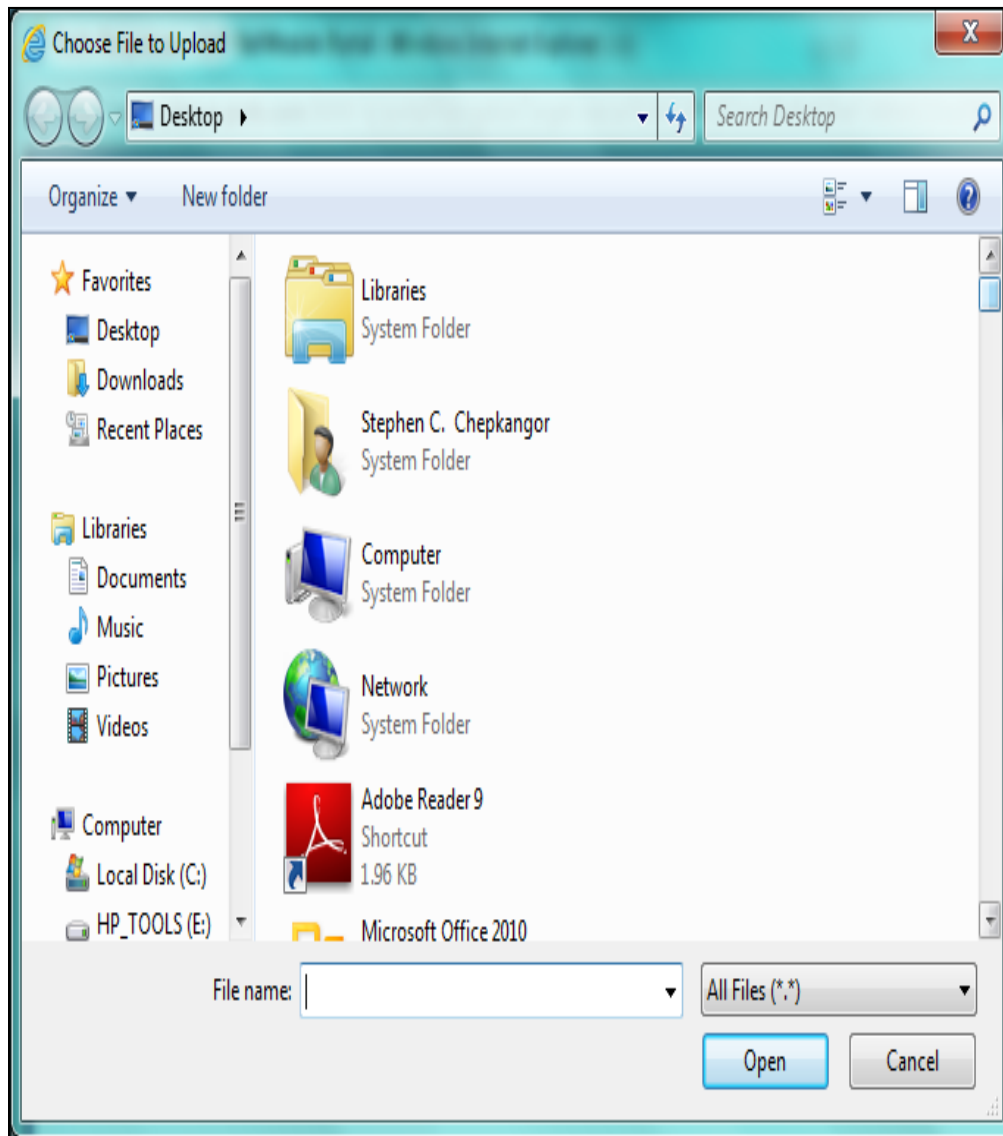 Choose File to Upload
Desktop
Search Desktop
Organize
New folder
Favorites
Desktop
Downloads
Recent Places
Libraries
Documents
Music
Pictures
Videos
Computer
Local Disk (C:)
HP_TOOLS (E:)
Libraries
System Folder
Stephen C. Chepkangor
System Folder
Computer
System Folder
Network
System Folder
Adobe Reader 9
Shortcut
1.96 KB
Microsoft Office 2010
File name:
All Files (*.*)
Open
Cancel